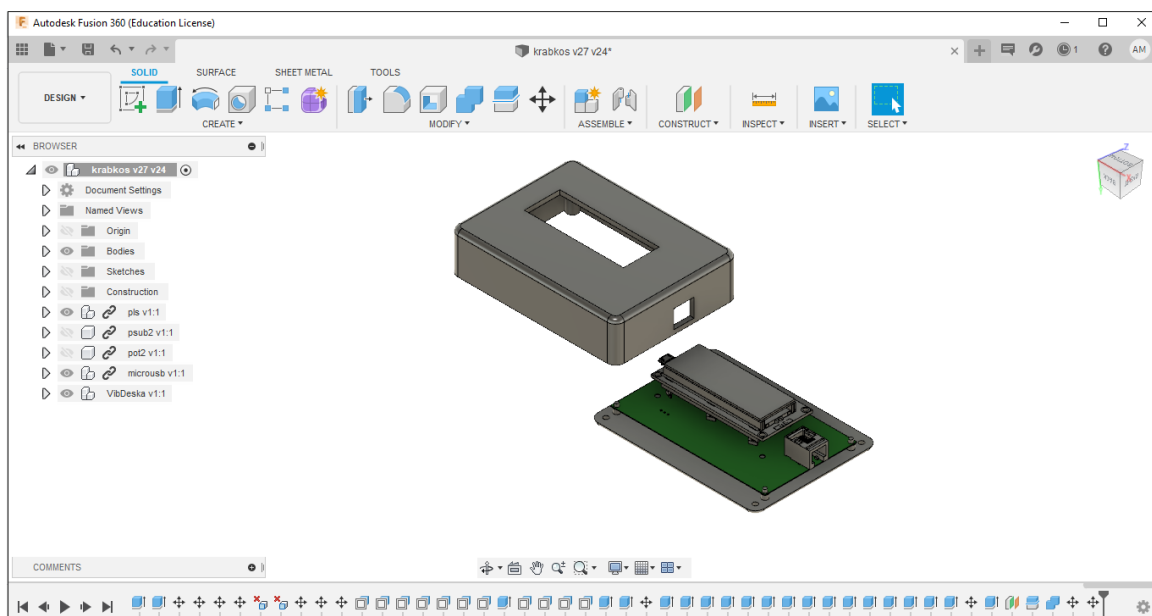 F Autodesk Fusion 360 (Education License)
krabkos v27 v24*
1
AM
SOLID SURFACE SHEET METAL TOOLS
DESIGN
CREATE MODIFY ASSEMBLE CONSTRUCT INSPECT INSERT SELECT
BROWSER
krabkos v27 v24
Document Settings
Named Views
Origin
Bodies
Sketches
Construction
pls v1:1
psub2 v1:1
pot2 v1:1
microusb v1:1
VibDeska v1:1
Z
X
COMMENTS